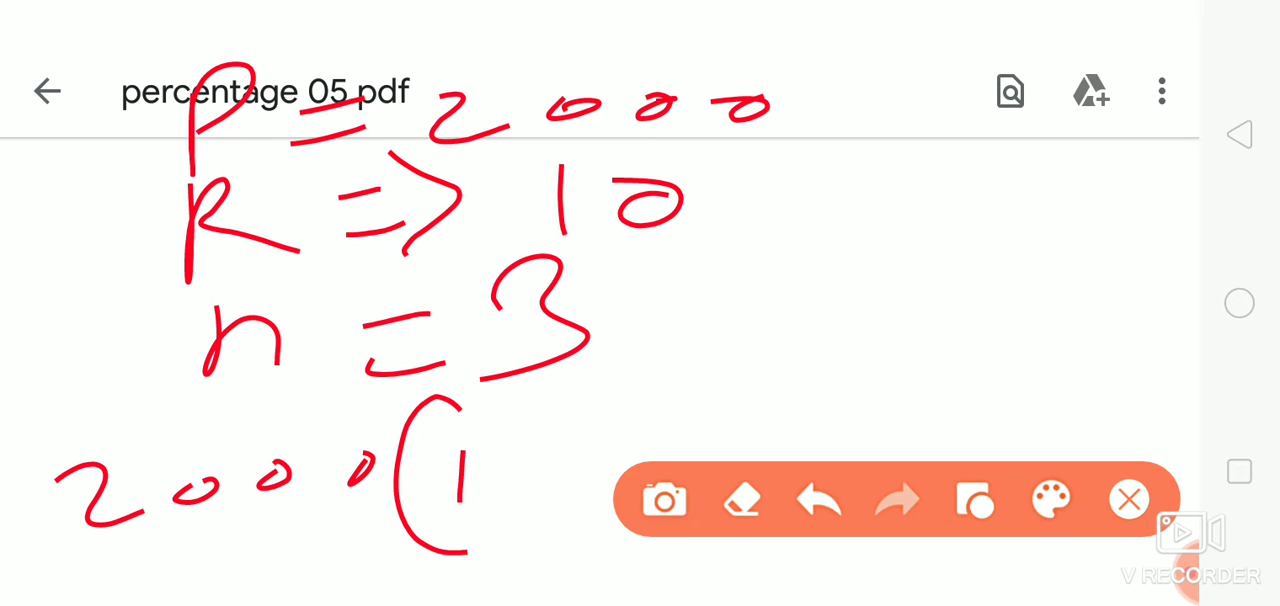 percentage 05.pdf
P = 2000
R => 10
n = 3
2000(1
V RECORDER